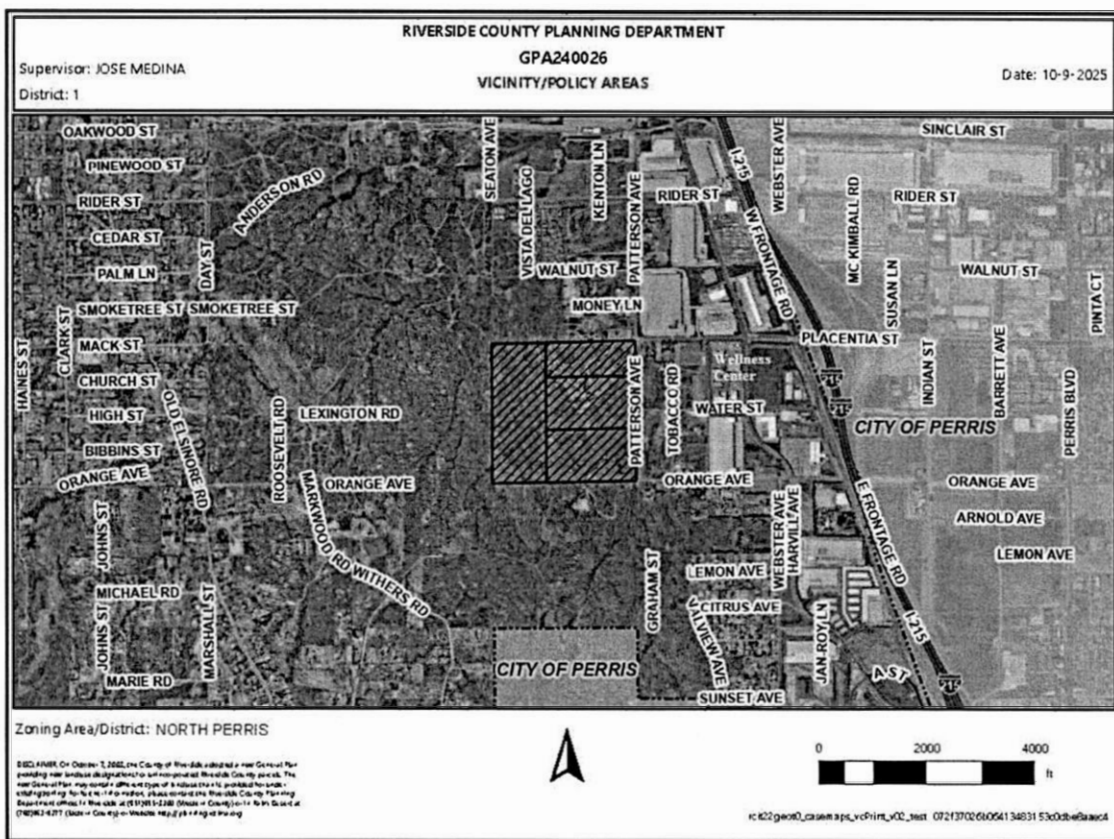 RIVERSIDE COUNTY PLANNING DEPARTMENT
GPA240026
VICINITY/POLICY AREAS
Supervisor: JOSE MEDINA
District: 1
Date: 10-9-2025
OAKWOOD ST
PINEWOOD ST
RIDER ST
CEDAR ST
PALM LN
SMOKETREE ST
SMOKETREE ST
MACK ST
CHURCH ST
HIGH ST
BIBBINS ST
ORANGE AVE
HAINES ST
CLARK ST
DAY ST
ANDERSON RD
OLD ELSINORE RD
ROOSEVELT RD
LEXINGTON RD
ORANGE AVE
MARKWOOD RD
WITHERS RD
JOHNS ST
MICHAEL RD
JOHNS ST
MARSHALL ST
MARIE RD
SEATON AVE
VISTA DEL LAGO
KENTON LN
PATTERSON AVE
RIDER ST
WALNUT ST
MONEY LN
I-215
W FRONTAGE RD
WEBSTER AVE
SINCLAIR ST
MC KIMBALL RD
RIDER ST
SUSAN LN
WALNUT ST
PINTA CT
PLACENTIA ST
Wellness
Center
PATTERSON AVE
TOBACCO RD
WATER ST
ORANGE AVE
INDIAN ST
BARRETT AVE
PERRIS BLVD
CITY OF PERRIS
ORANGE AVE
ARNOLD AVE
LEMON AVE
E FRONTAGE RD
I-215
WEBSTER AVE
HARVILL AVE
GRAHAM ST
LEMON AVE
CITRUS AVE
JAN-ROY LN
A ST
SUNSET AVE
CITY OF PERRIS
Zoning Area/District: NORTH PERRIS
0 2000 4000
ft